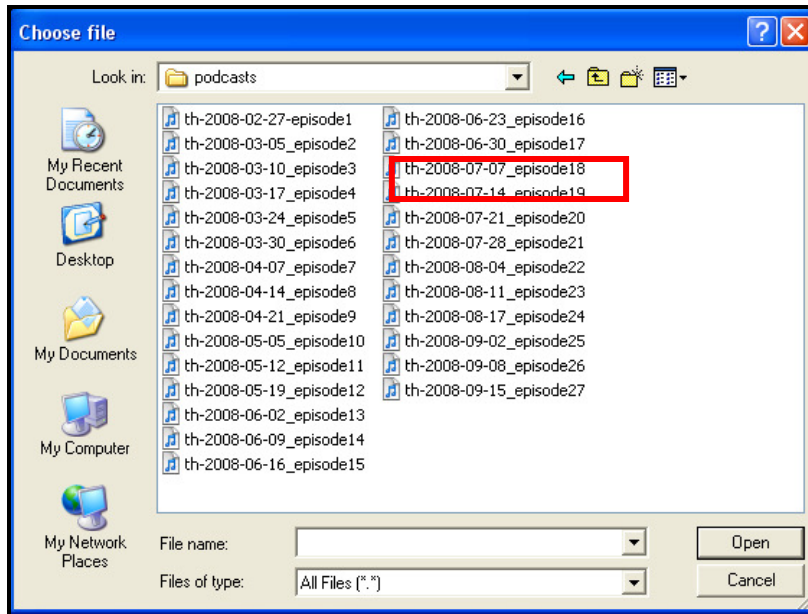 Choose file
Look in:
podcasts
My Recent
Documents
Desktop
My Documents
My Computer
My Network
Places
th-2008-02-27-episode1
th-2008-03-05_episode2
th-2008-03-10_episode3
th-2008-03-17_episode4
th-2008-03-24_episode5
th-2008-03-30_episode6
th-2008-04-07_episode7
th-2008-04-14_episode8
th-2008-04-21_episode9
th-2008-05-05_episode10
th-2008-05-12_episode11
th-2008-05-19_episode12
th-2008-06-02_episode13
th-2008-06-09_episode14
th-2008-06-16_episode15
th-2008-06-23_episode16
th-2008-06-30_episode17
th-2008-07-07_episode18
th-2008-07-14_episode19
th-2008-07-21_episode20
th-2008-07-28_episode21
th-2008-08-04_episode22
th-2008-08-11_episode23
th-2008-08-17_episode24
th-2008-09-02_episode25
th-2008-09-08_episode26
th-2008-09-15_episode27
File name:
Open
Files of type:
All Files (*.*)
Cancel